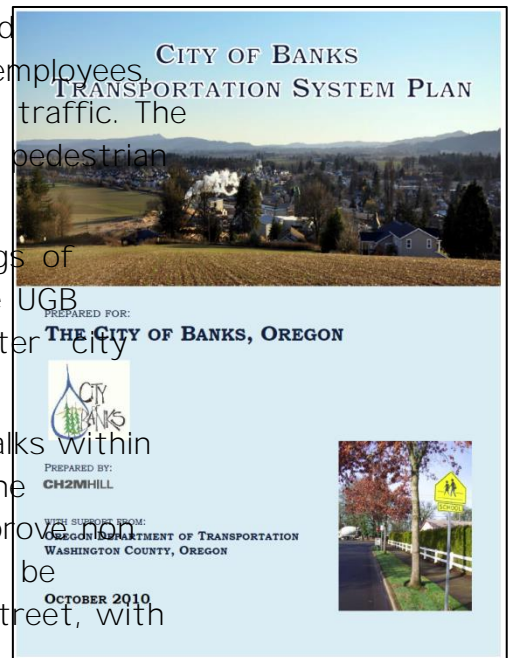 d
employees,
traffic. The
pedestrian
gs of
UGB
ter city
alks within
ne
prove non
be
treet, with
CITY OF BANKS
TRANSPORTATION SYSTEM PLAN
PREPARED FOR:
THE CITY OF BANKS, OREGON
CITY
OF
BANKS
PREPARED BY:
CH2MHILL
WITH SUPPORT FROM:
OREGON DEPARTMENT OF TRANSPORTATION
WASHINGTON COUNTY, OREGON
OCTOBER 2010
SCHOOL